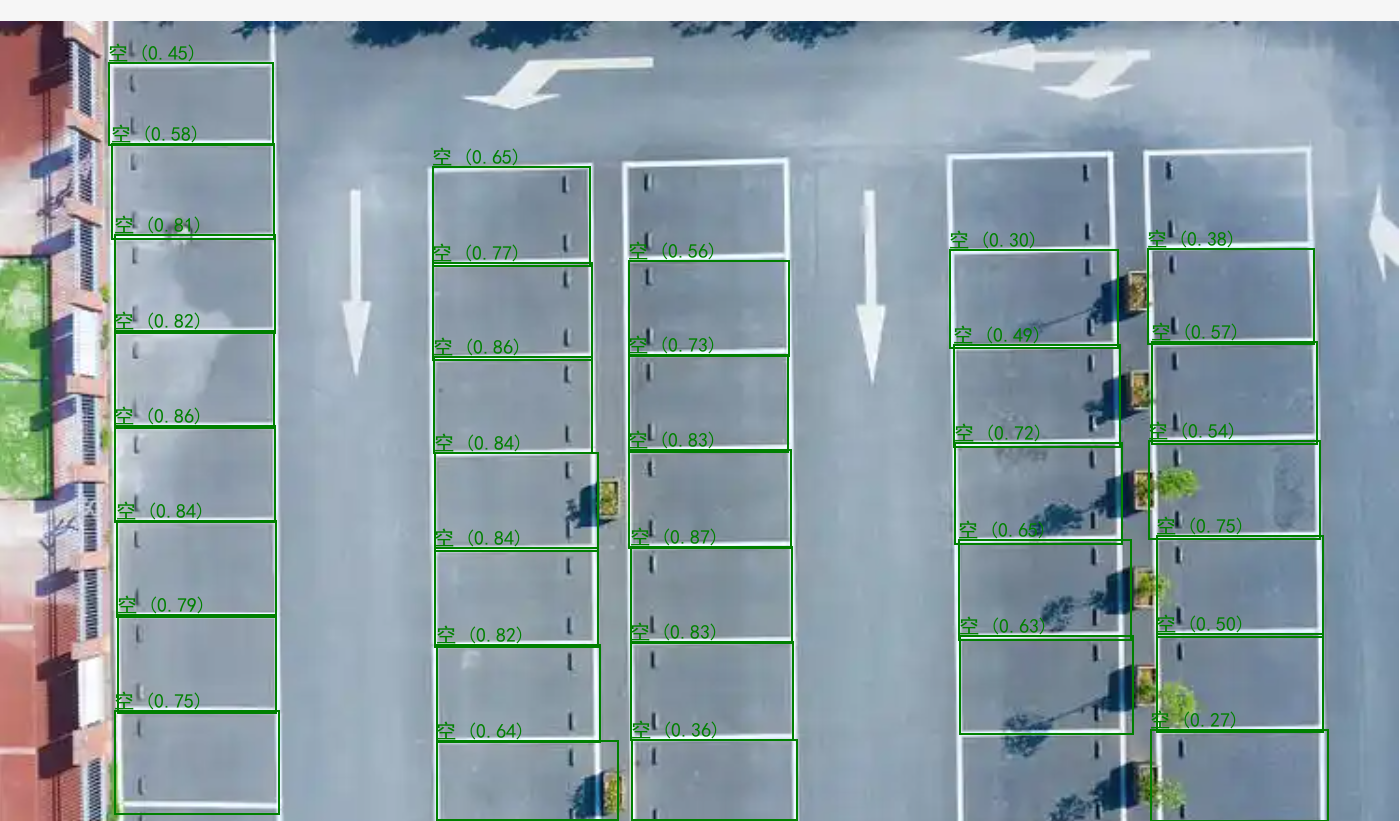 空 (0.45)
空 (0.58)
空 (0.81)
空 (0.82)
空 (0.86)
空 (0.84)
空 (0.79)
空 (0.75)
空 (0.65)
空 (0.77)
空 (0.86)
空 (0.84)
空 (0.84)
空 (0.82)
空 (0.64)
空 (0.56)
空 (0.73)
空 (0.83)
空 (0.87)
空 (0.83)
空 (0.36)
空 (0.30)
空 (0.49)
空 (0.72)
空 (0.65)
空 (0.63)
空 (0.38)
空 (0.57)
空 (0.54)
空 (0.75)
空 (0.50)
空 (0.27)